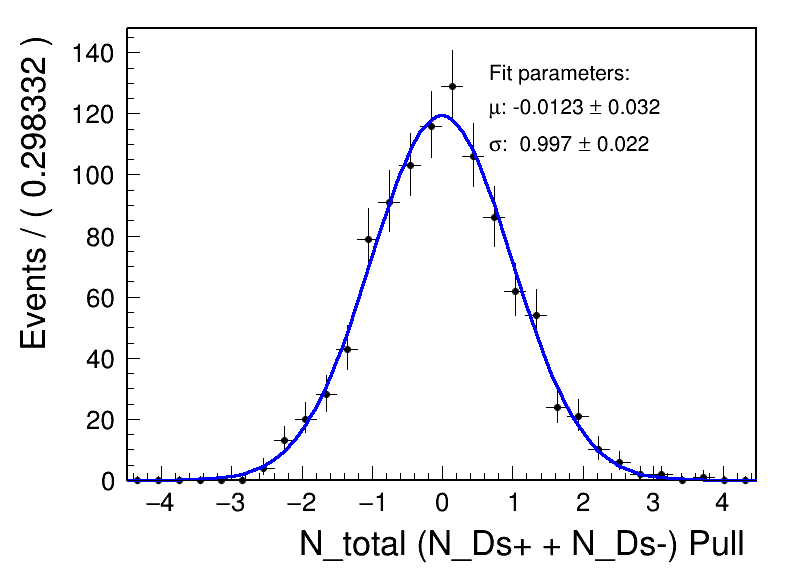 Events / ( 0.298332 )
140
120
100
80
60
40
20
0
Fit parameters:
μ: -0.0123 ± 0.032
σ: 0.997 ± 0.022
−4 −3 −2 −1 0 1 2 3 4
N_total (N_Ds+ + N_Ds-) Pull